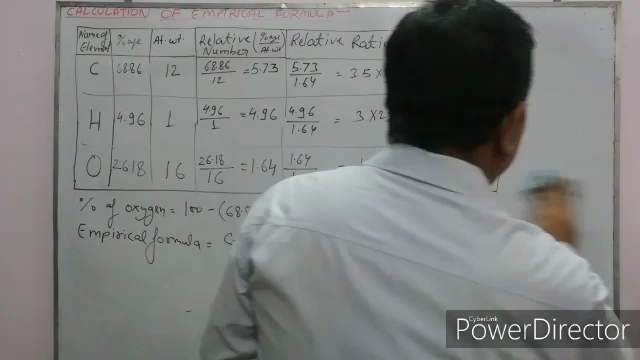 CALCULATION OF EMPIRICAL FORMULA
Name of Element %age At. wt. Relative Number (%age/At.wt) Relative Rati
C 68.86 12 68.86/12 = 5.73 5.73/1.64 = 3.5 ×
H 4.96 1 4.96/1 = 4.96 4.96/1.64 = 3 × 2
O 26.18 16 26.18/16 = 1.64 1.64
% of oxygen = 100 - (68.
Empirical formula = C
CyberLink
PowerDirector